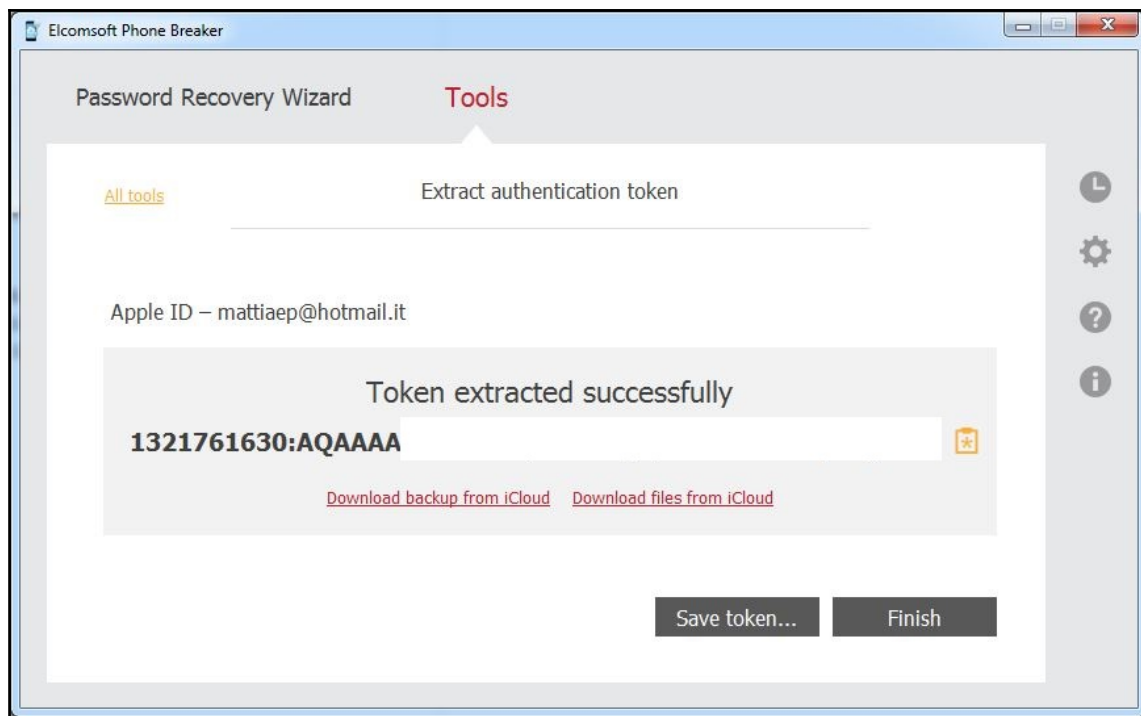 Elcomsoft Phone Breaker
Password Recovery Wizard Tools
All tools Extract authentication token
Apple ID – mattiaep@hotmail.it
Token extracted successfully
1321761630:AQAAAA
Download backup from iCloud Download files from iCloud
Save token... Finish